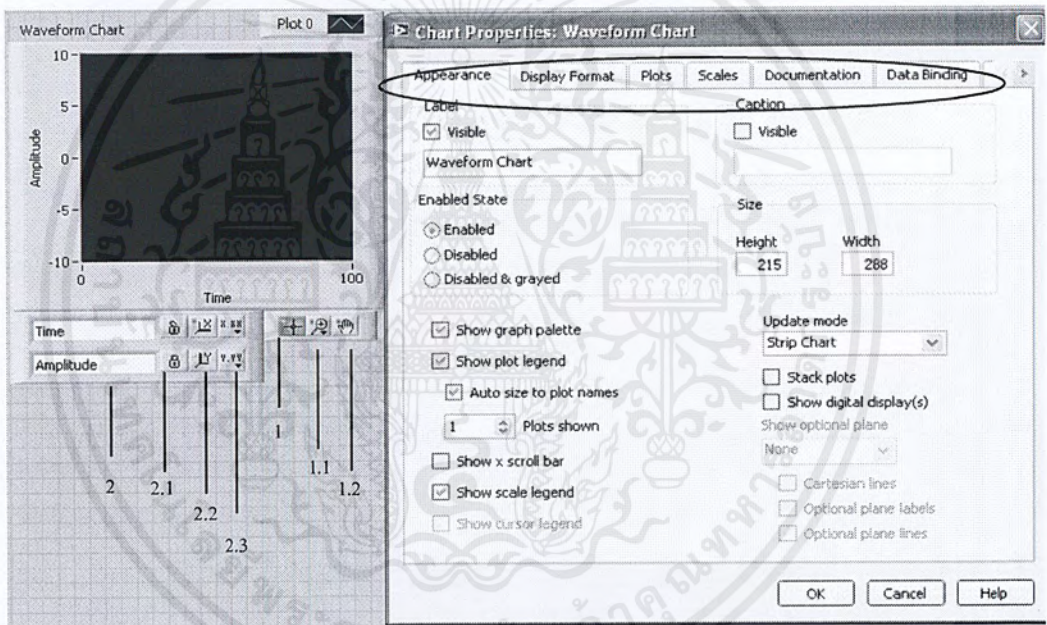 Waveform Chart
Plot 0
10
5
0
-5
-10
Amplitude
0
100
Time
Time
Amplitude
1
1.1
1.2
2
2.1
2.2
2.3
Chart Properties: Waveform Chart
Appearance Display Format Plots Scales Documentation Data Binding
Label
Visible
Waveform Chart
Caption
Visible
Enabled State
Enabled
Disabled
Disabled & grayed
Size
Height Width
215 288
Show graph palette
Show plot legend
Auto size to plot names
1 Plots shown
Show x scroll bar
Show scale legend
Show cursor legend
Update mode
Strip Chart
Stack plots
Show digital display(s)
Show optional plane
None
Cartesian lines
Optional plane labels
Optional plane lines
OK Cancel Help